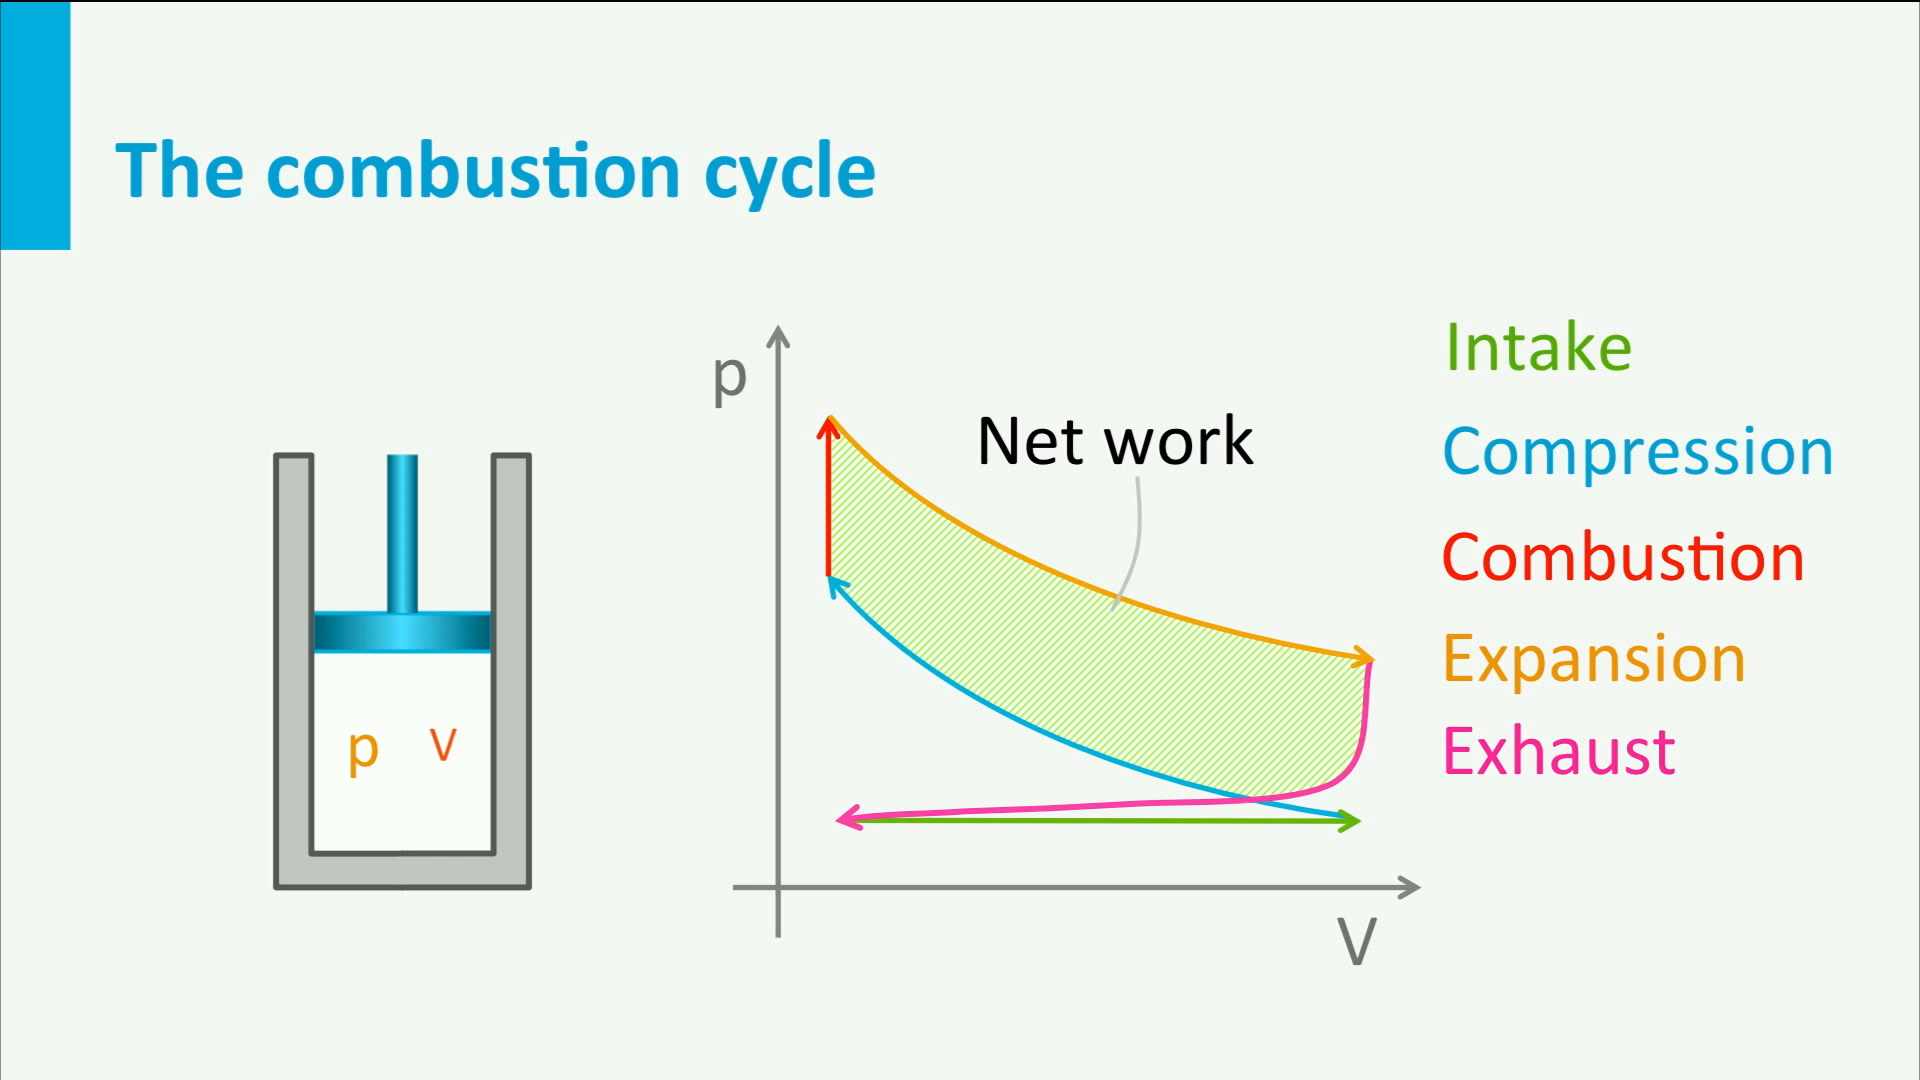 The combustion cycle
p
Net work
p V
V
Intake
Compression
Combustion
Expansion
Exhaust